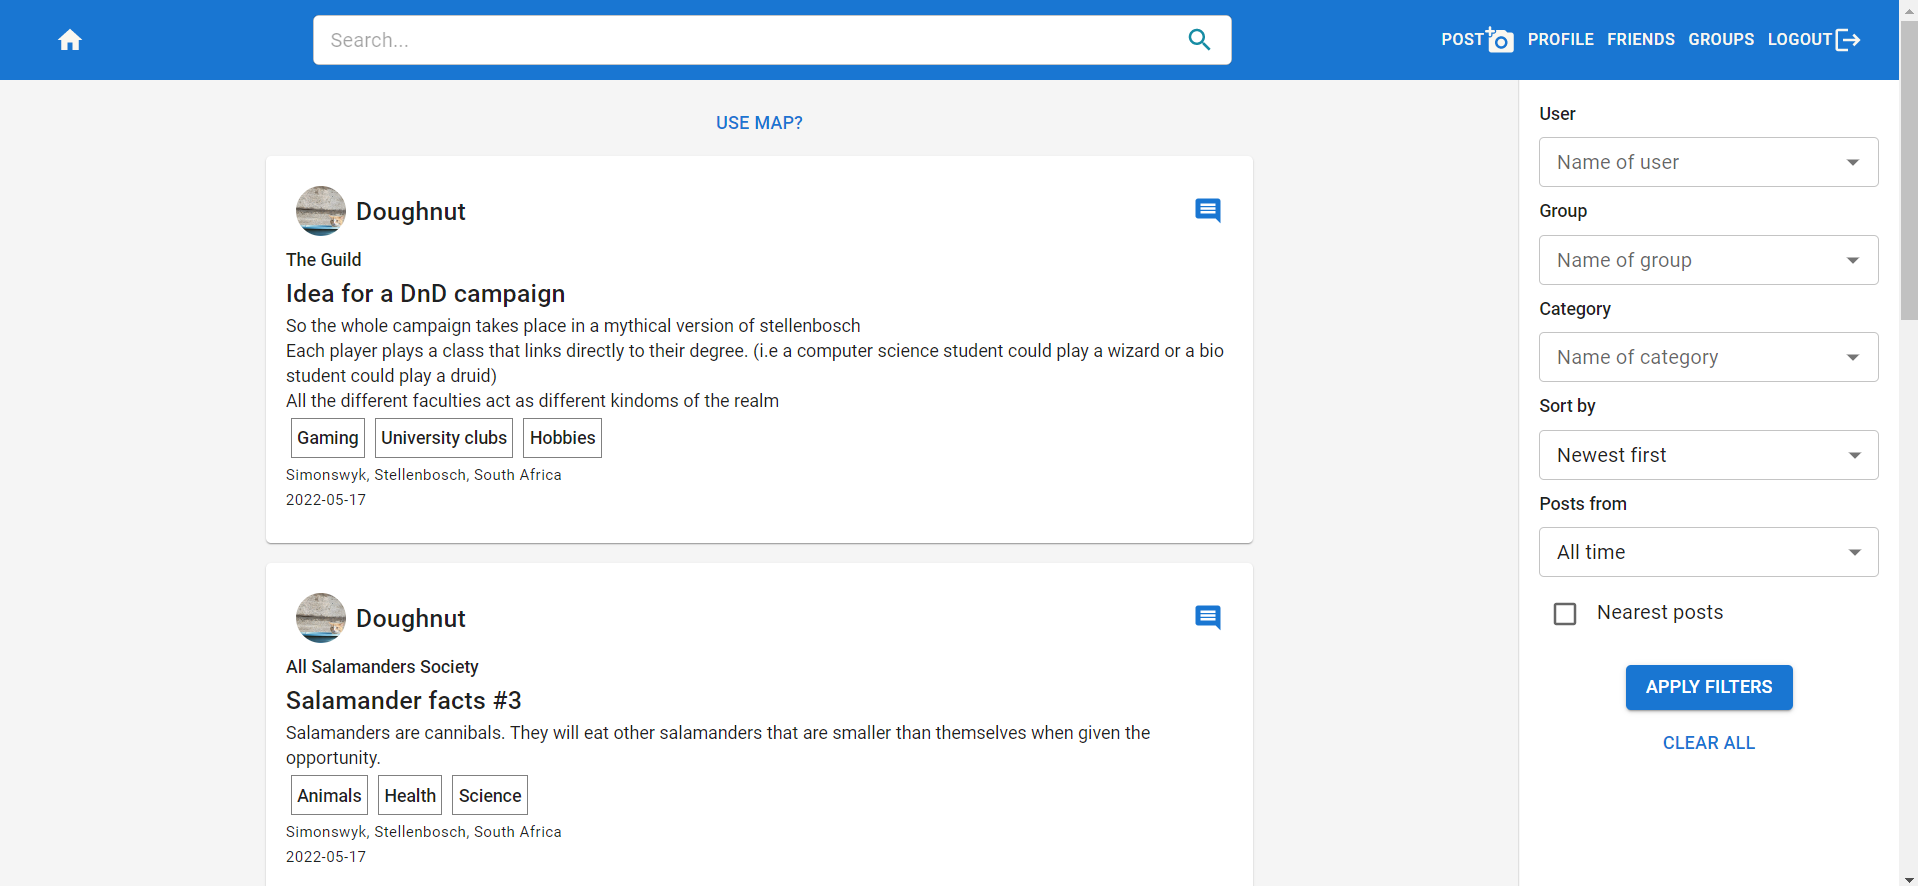 Search...
POST PROFILE FRIENDS GROUPS LOGOUT
USE MAP?
Doughnut
The Guild
Idea for a DnD campaign
So the whole campaign takes place in a mythical version of stellenbosch
Each player plays a class that links directly to their degree. (i.e a computer science student could play a wizard or a bio
student could play a druid)
All the different faculties act as different kindoms of the realm
Gaming University clubs Hobbies
Simonswyk, Stellenbosch, South Africa
2022-05-17
Doughnut
All Salamanders Society
Salamander facts #3
Salamanders are cannibals. They will eat other salamanders that are smaller than themselves when given the
opportunity.
Animals Health Science
Simonswyk, Stellenbosch, South Africa
2022-05-17
User
Name of user
Group
Name of group
Category
Name of category
Sort by
Newest first
Posts from
All time
Nearest posts
APPLY FILTERS
CLEAR ALL